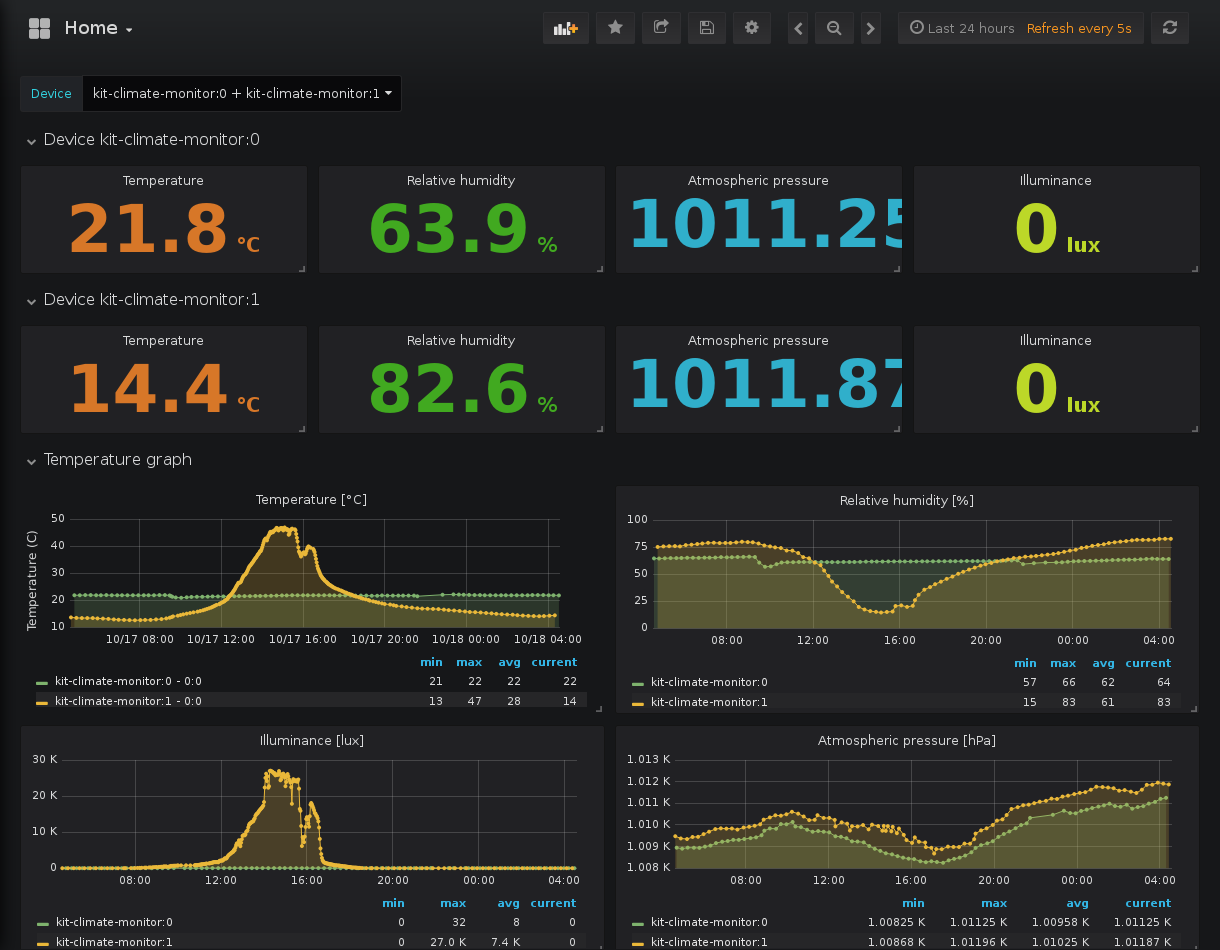 Home
Last 24 hours Refresh every 5s
Device kit-climate-monitor:0 + kit-climate-monitor:1
Device kit-climate-monitor:0
Temperature Relative humidity Atmospheric pressure Illuminance
21.8 °C 63.9 % 1011.25 0 lux
Device kit-climate-monitor:1
Temperature Relative humidity Atmospheric pressure Illuminance
14.4 °C 82.6 % 1011.87 0 lux
Temperature graph
Temperature [°C]
Temperature (C)
50
40
30
20
10
10/17 08:00 10/17 12:00 10/17 16:00 10/17 20:00 10/18 00:00 10/18 04:00
min max avg current
kit-climate-monitor:0 - 0:0 21 22 22 22
kit-climate-monitor:1 - 0:0 13 47 28 14
Relative humidity [%]
100
75
50
25
0
08:00 12:00 16:00 20:00 00:00 04:00
min max avg current
kit-climate-monitor:0 57 66 62 64
kit-climate-monitor:1 15 83 61 83
Illuminance [lux]
30 K
20 K
10 K
0
08:00 12:00 16:00 20:00 00:00 04:00
min max avg current
kit-climate-monitor:0 0 32 8 0
kit-climate-monitor:1 0 27.0 K 7.4 K 0
Atmospheric pressure [hPa]
1.013 K
1.012 K
1.011 K
1.010 K
1.009 K
1.008 K
08:00 12:00 16:00 20:00 00:00 04:00
min max avg current
kit-climate-monitor:0 1.00825 K 1.01125 K 1.00958 K 1.01125 K
kit-climate-monitor:1 1.00868 K 1.01196 K 1.01025 K 1.01187 K